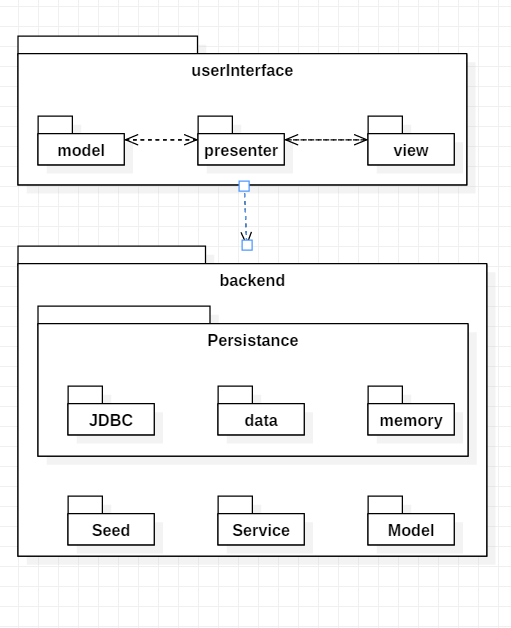 userInterface
model
presenter
view
backend
Persistance
JDBC
data
memory
Seed
Service
Model